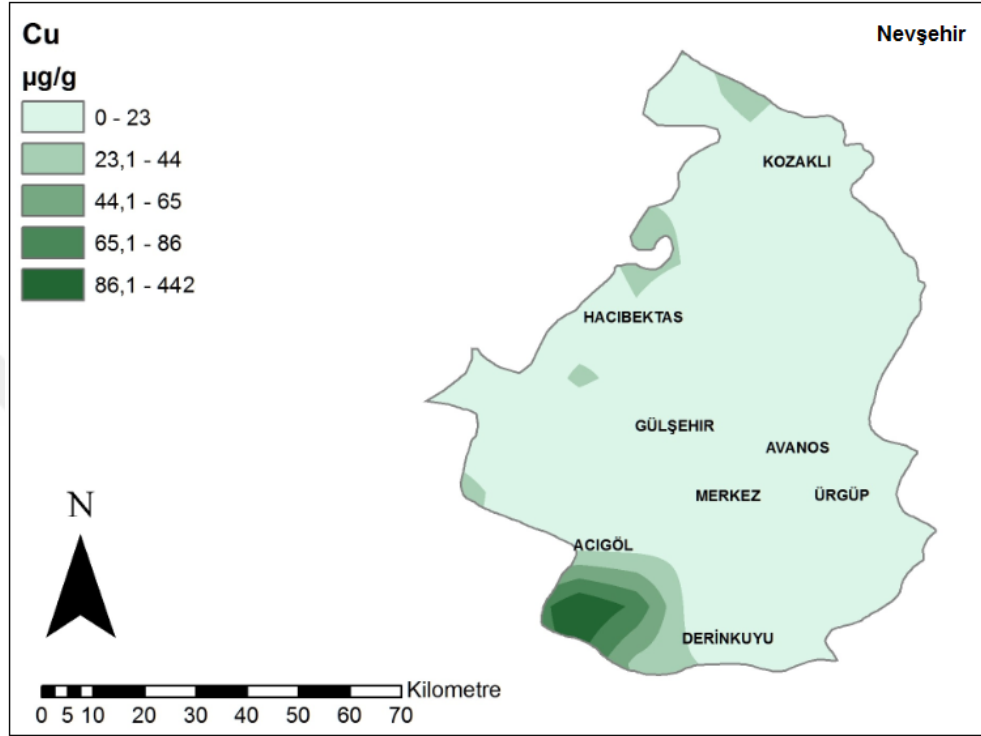 Cu
Nevşehir
µg/g
0 - 23
23,1 - 44
44,1 - 65
65,1 - 86
86,1 - 442
KOZAKLI
HACIBEKTAS
GÜLŞEHIR
AVANOS
MERKEZ
ÜRGÜP
N
ACIGÖL
DERİNKUYU
Kilometre
0 5 10 20 30 40 50 60 70